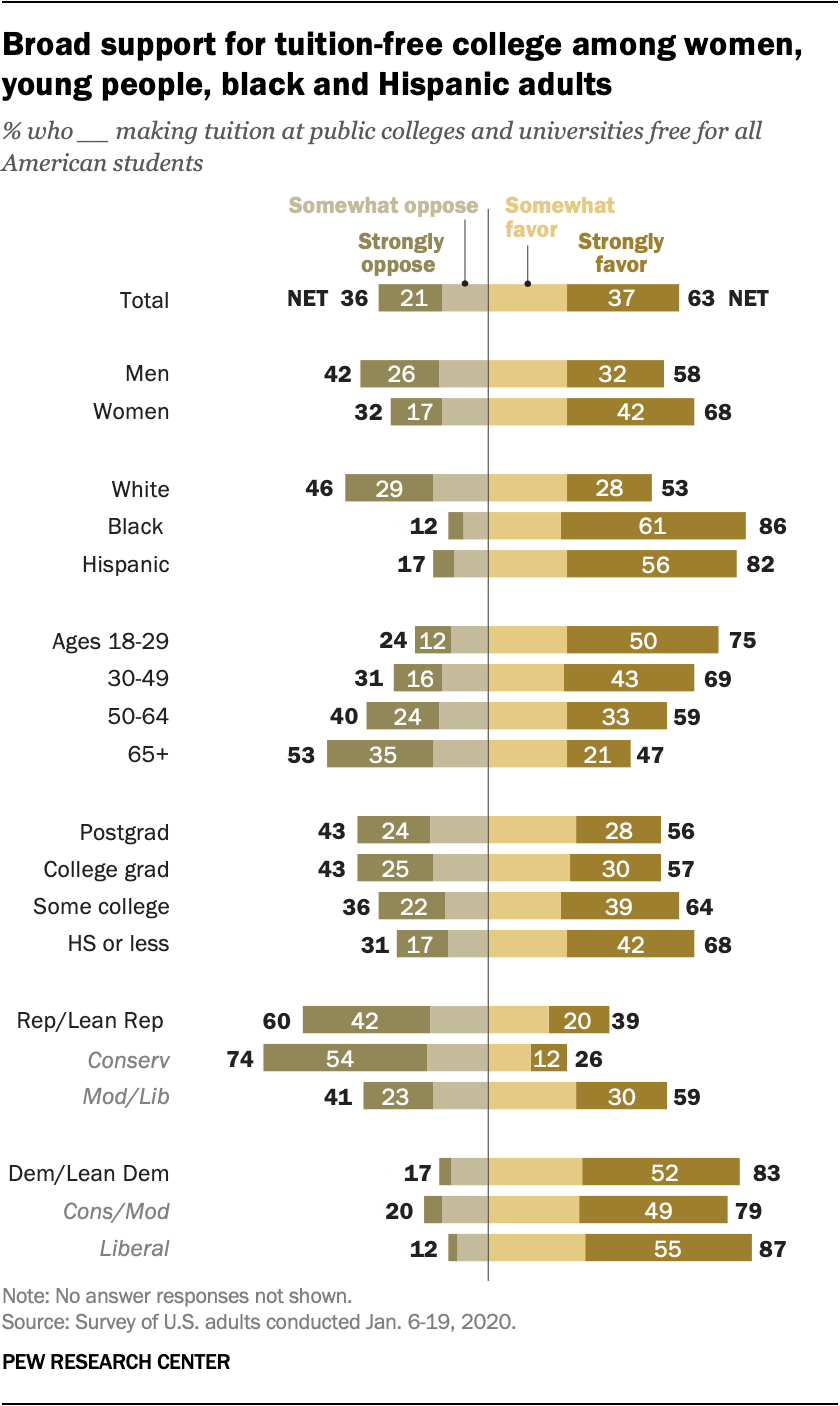 Broad support for tuition-free college among women,
young people, black and Hispanic adults
% who __ making tuition at public colleges and universities free for all
American students
Somewhat oppose
Somewhat
favor
Strongly
oppose
Strongly
favor
Total NET 36 21 37 63 NET
Men 42 26 32 58
Women 32 17 42 68
White 46 29 28 53
Black 12 61 86
Hispanic 17 56 82
Ages 18-29 24 12 50 75
30-49 31 16 43 69
50-64 40 24 33 59
65+ 53 35 21 47
Postgrad 43 24 28 56
College grad 43 25 30 57
Some college 36 22 39 64
HS or less 31 17 42 68
Rep/Lean Rep 60 42 20 39
Conserv 74 54 12 26
Mod/Lib 41 23 30 59
Dem/Lean Dem 17 52 83
Cons/Mod 20 49 79
Liberal 12 55 87
Note: No answer responses not shown.
Source: Survey of U.S. adults conducted Jan. 6-19, 2020.
PEW RESEARCH CENTER